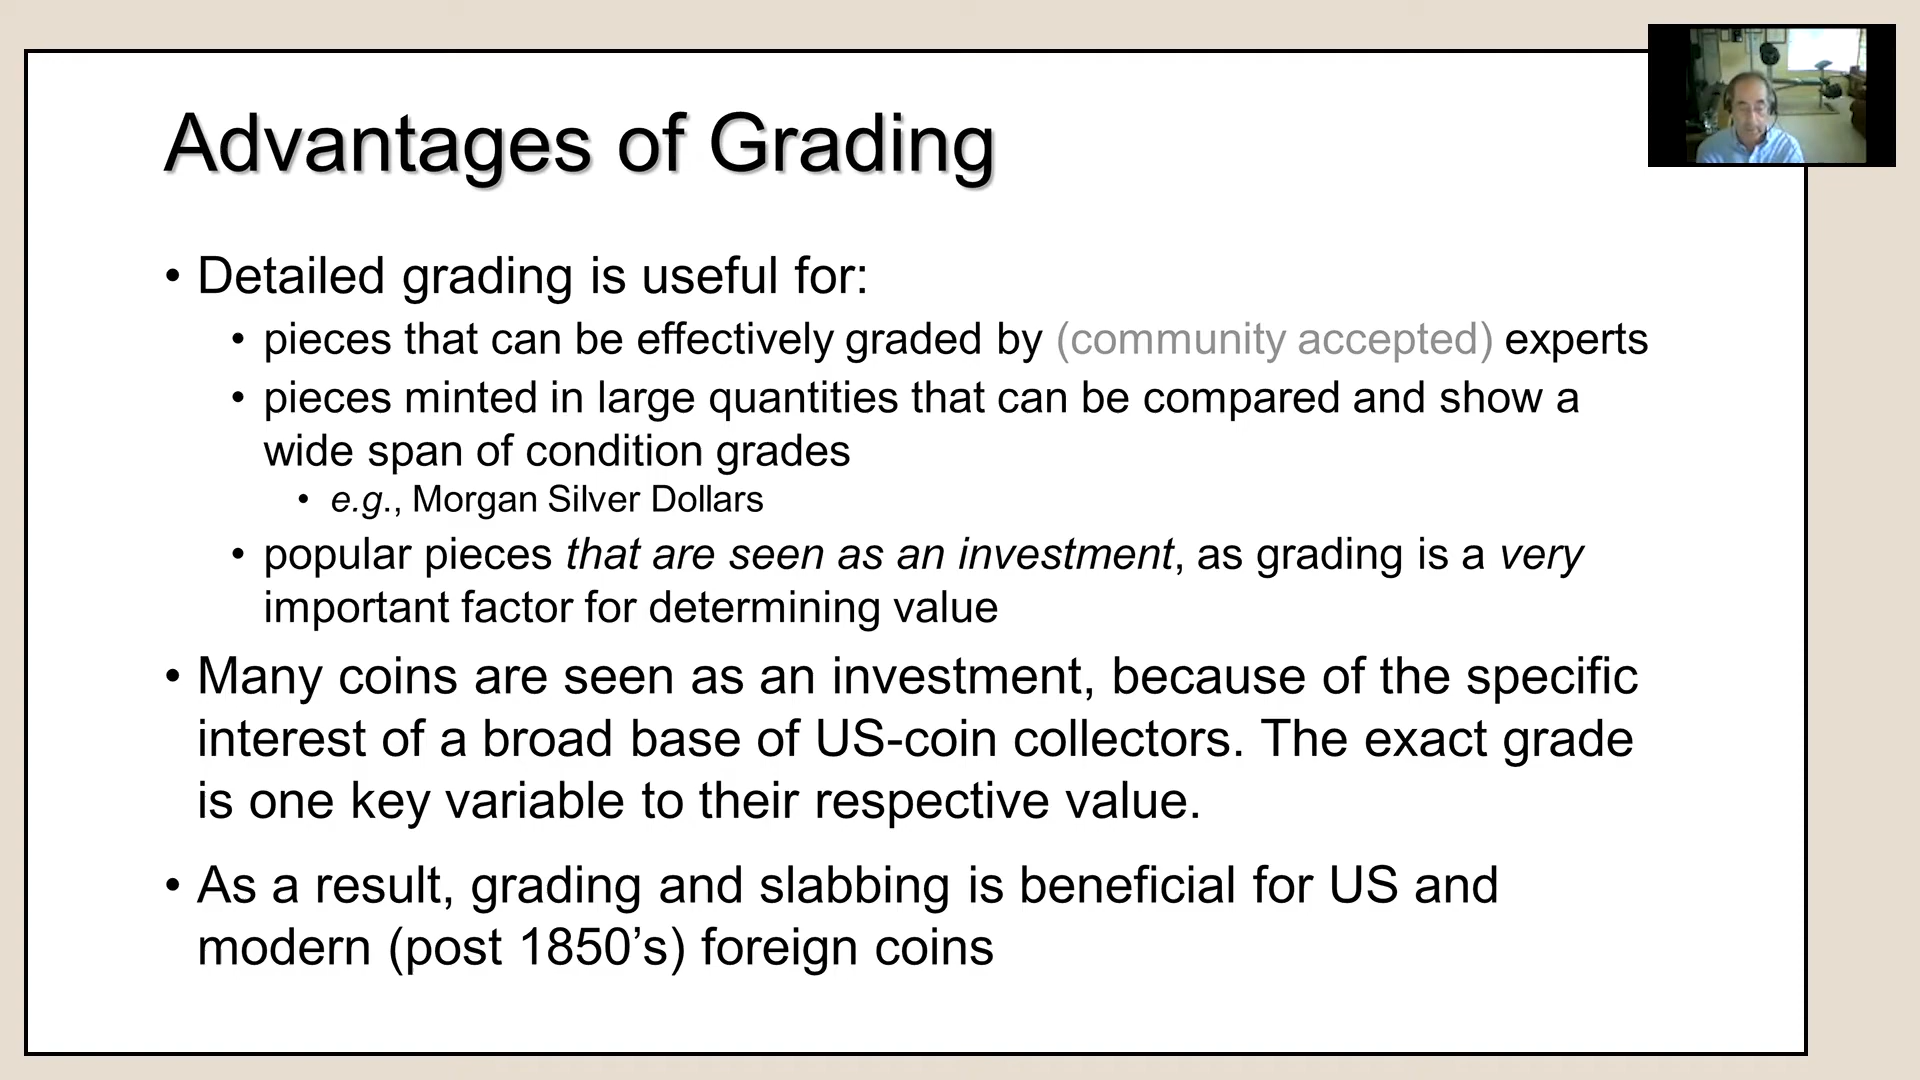 Advantages of Grading
• Detailed grading is useful for:
• pieces that can be effectively graded by (community accepted) experts
• pieces minted in large quantities that can be compared and show a
wide span of condition grades
• e.g., Morgan Silver Dollars
• popular pieces that are seen as an investment, as grading is a very
important factor for determining value
• Many coins are seen as an investment, because of the specific
interest of a broad base of US-coin collectors. The exact grade
is one key variable to their respective value.
• As a result, grading and slabbing is beneficial for US and
modern (post 1850’s) foreign coins